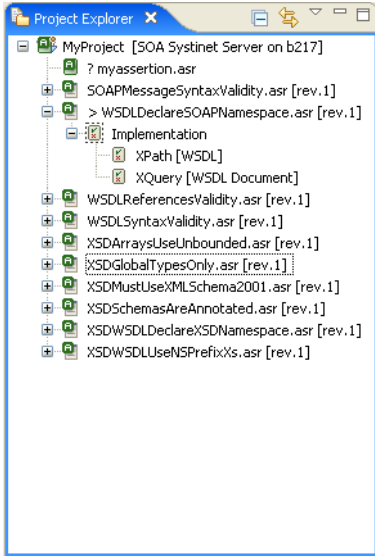 Project Explorer
MyProject [SOA Systinet Server on b217]
? myassertion.asr
SOAPMessageSyntaxValidity.asr [rev.1]
> WSDLDeclareSOAPNamespace.asr [rev.1]
Implementation
XPath [WSDL]
XQuery [WSDL Document]
WSDLReferencesValidity.asr [rev.1]
WSDLSyntaxValidity.asr [rev.1]
XSDArraysUseUnbounded.asr [rev.1]
XSDGlobalTypesOnly.asr [rev.1]
XSDMustUseXMLSchema2001.asr [rev.1]
XSDSchemasAreAnnotated.asr [rev.1]
XSDWSDLDeclareXSDNamespace.asr [rev.1]
XSDWSDLUseNSPrefixXs.asr [rev.1]